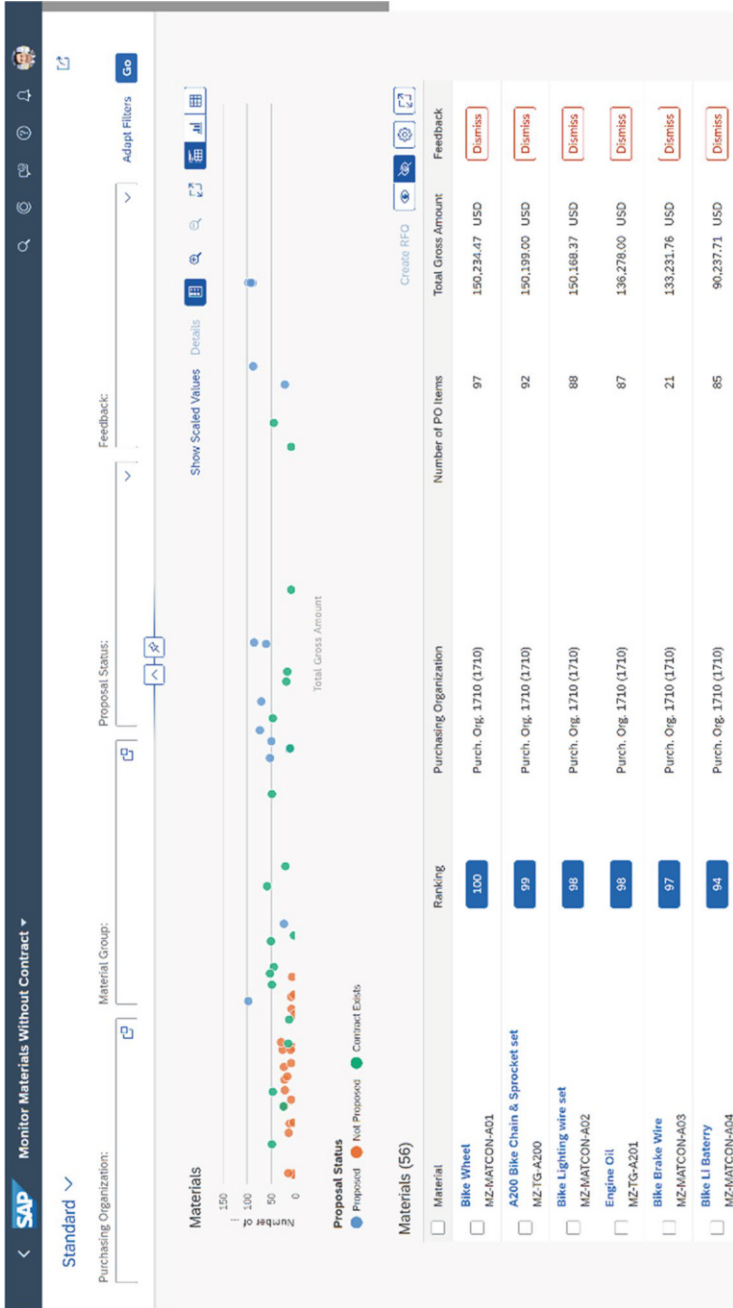 SAP Monitor Materials Without Contract
Standard
Purchasing Organization: Material Group: Proposal Status: Feedback:
Adapt Filters Go
Materials
Show Scaled Values Details
150
100
50
0
Number of ...
Total Gross Amount
Proposal Status
Proposed Not Proposed Contract Exists
Materials (56)
Create RFQ
Material Ranking Purchasing Organization Number of PO Items Total Gross Amount Feedback
Bike Wheel 100 Purch. Org. 1710 (1710) 97 150,234.47 USD Dismiss
MZ-MATCON-A01
A200 Bike Chain & Sprocket set 99 Purch. Org. 1710 (1710) 92 150,199.00 USD Dismiss
MZ-TG-A200
Bike Lighting wire set 98 Purch. Org. 1710 (1710) 88 150,168.37 USD Dismiss
MZ-MATCON-A02
Engine Oil 98 Purch. Org. 1710 (1710) 87 136,278.00 USD Dismiss
MZ-TG-A201
Bike Brake Wire 97 Purch. Org. 1710 (1710) 21 133,231.76 USD Dismiss
MZ-MATCON-A03
Bike LI Baterry 94 Purch. Org. 1710 (1710) 85 90,237.71 USD Dismiss
MZ-MATCON-A04